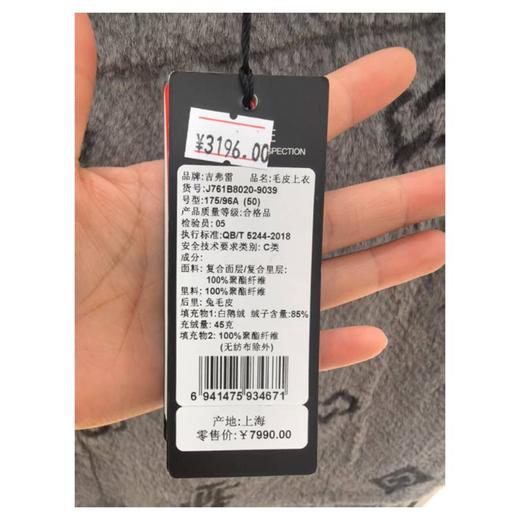 ¥3196.00
SPECTION
品牌:吉弗雷 品名:毛皮上衣
货号:J761B8020-9039
号型:175/96A (50)
产品质量等级:合格品
检验员:05
执行标准:QB/T 5244-2018
安全技术要求类别: C类
成分:
面料: 复合面层/复合里层:
100%聚酯纤维
里料: 100%聚酯纤维
后里: 兔毛皮
填充物1:白鹅绒 绒子含量:85%
充绒量: 45克
填充物2: 100%聚酯纤维
(无纺布除外)
6 941475 934671
产地:上海
零售价:¥7990.00